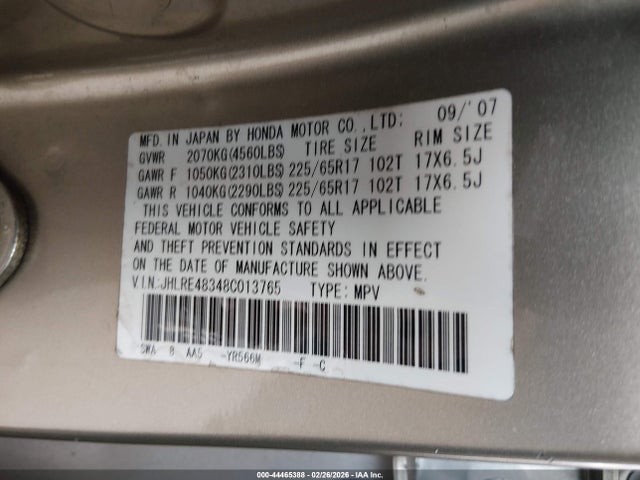 09/'07
MFD. IN JAPAN BY HONDA MOTOR CO., LTD:
GVWR 2070KG(4560LBS) TIRE SIZE RIM SIZE
GAWR F 1050KG(2310LBS) 225/65R17 102T 17X6.5J
GAWR R 1040KG(2290LBS) 225/65R17 102T 17X6.5J
THIS VEHICLE CONFORMS TO ALL APPLICABLE
FEDERAL MOTOR VEHICLE SAFETY
AND THEFT PREVENTION STANDARDS IN EFFECT
ON THE DATE OF MANUFACTURE SHOWN ABOVE.
VIN:JHLRE48348C013765 TYPE: MPV
SWA 8 AA5 -YR566M -F -C
000-44465388 | 02/26/2026 - IAA Inc.